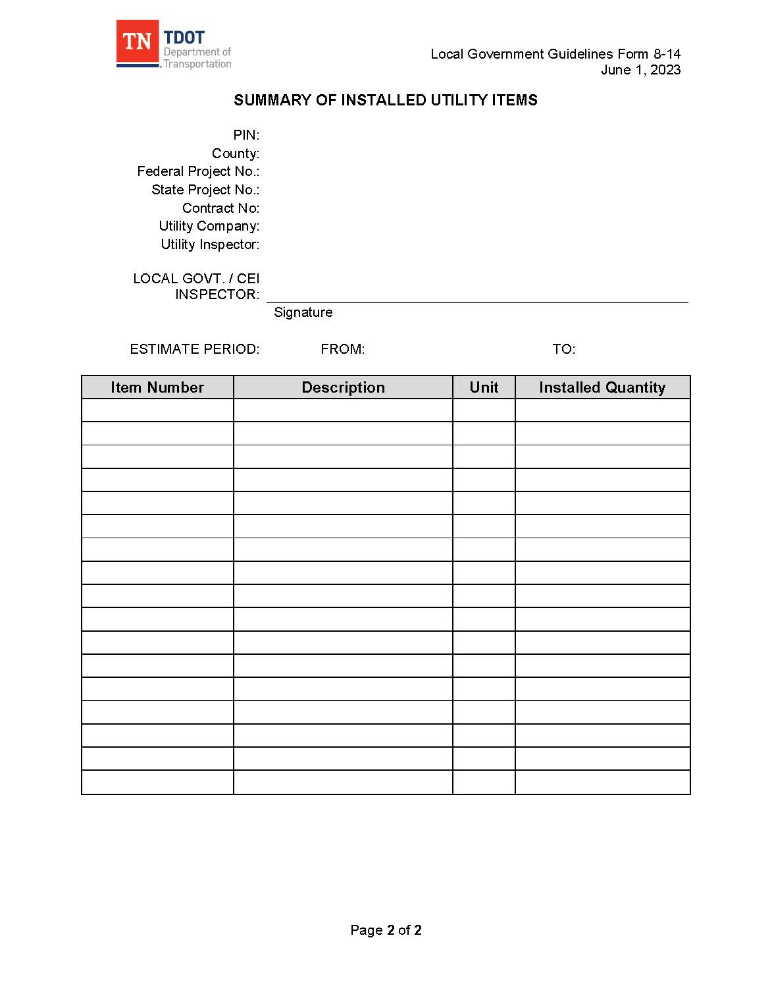 TN TDOT
Department of
Transportation
Local Government Guidelines Form 8-14
June 1, 2023
SUMMARY OF INSTALLED UTILITY ITEMS
PIN:
County:
Federal Project No.:
State Project No.:
Contract No:
Utility Company:
Utility Inspector:
LOCAL GOVT. / CEI
INSPECTOR:
Signature
ESTIMATE PERIOD: FROM: TO:
Item Number Description Unit Installed Quantity
Page 2 of 2